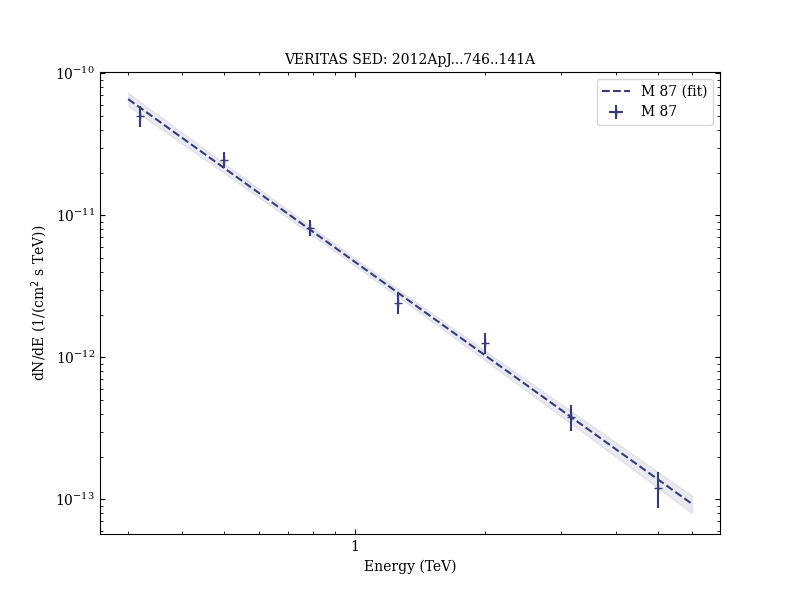 VERITAS SED: 2012ApJ...746..141A
M 87 (fit)
M 87
dN/dE (1/(cm² s TeV))
10⁻¹⁰
10⁻¹¹
10⁻¹²
10⁻¹³
1
Energy (TeV)